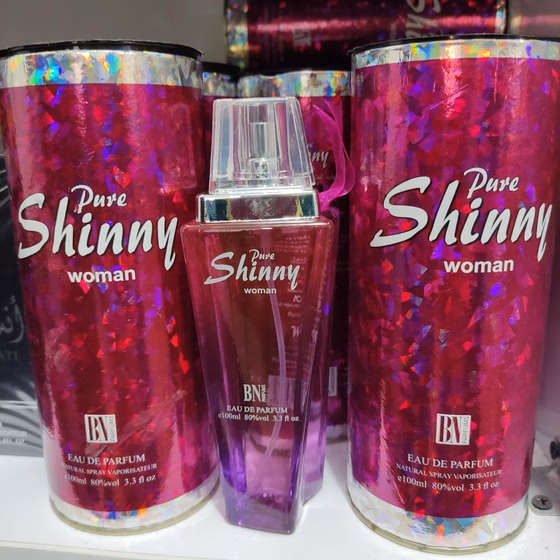 Pure
Shinny
woman
BN
EAU DE PARFUM
NATURAL SPRAY VAPORISATEUR
e100ml 80%vol 3.3 fl oz
Pure
Shinny
woman
BN
EAU DE PARFUM
e100ml 80%vol 3.3 fl oz
Pure
Shinny
woman
BN
PARFUMS
EAU DE PARFUM
NATURAL SPRAY VAPORISATEUR
e100ml 80%vol 3.3 fl oz